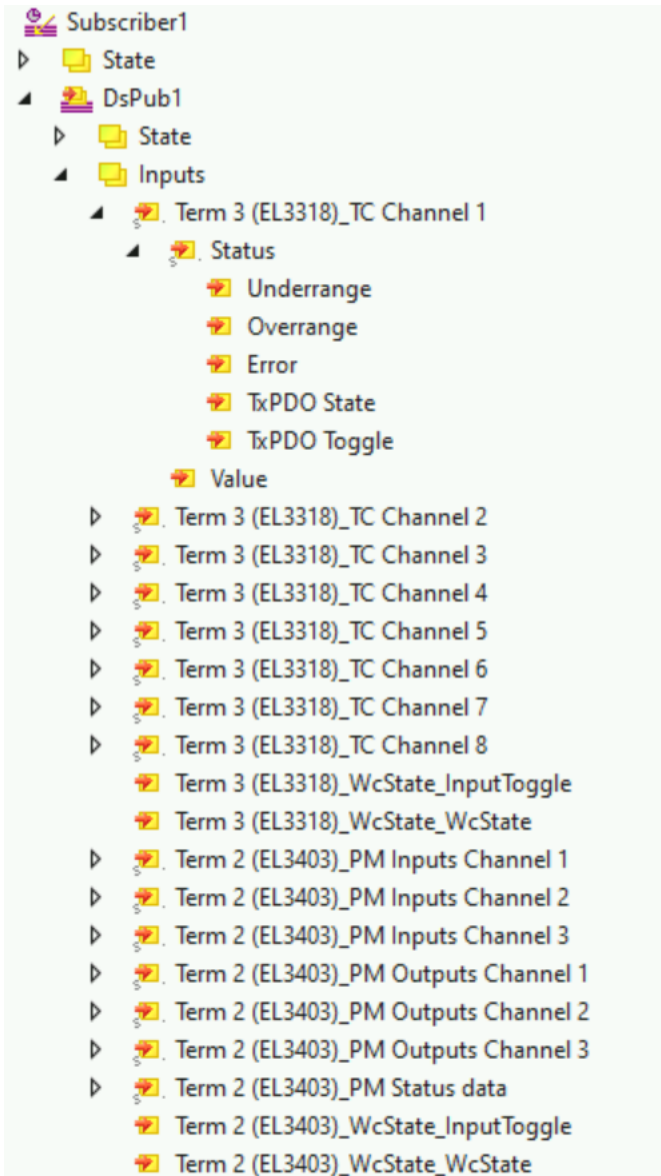 Subscriber1
State
DsPub1
State
Inputs
Term 3 (EL3318)_TC Channel 1
Status
Underrange
Overrange
Error
TxPDO State
TxPDO Toggle
Value
Term 3 (EL3318)_TC Channel 2
Term 3 (EL3318)_TC Channel 3
Term 3 (EL3318)_TC Channel 4
Term 3 (EL3318)_TC Channel 5
Term 3 (EL3318)_TC Channel 6
Term 3 (EL3318)_TC Channel 7
Term 3 (EL3318)_TC Channel 8
Term 3 (EL3318)_WcState_InputToggle
Term 3 (EL3318)_WcState_WcState
Term 2 (EL3403)_PM Inputs Channel 1
Term 2 (EL3403)_PM Inputs Channel 2
Term 2 (EL3403)_PM Inputs Channel 3
Term 2 (EL3403)_PM Outputs Channel 1
Term 2 (EL3403)_PM Outputs Channel 2
Term 2 (EL3403)_PM Outputs Channel 3
Term 2 (EL3403)_PM Status data
Term 2 (EL3403)_WcState_InputToggle
Term 2 (EL3403)_WcState_WcState